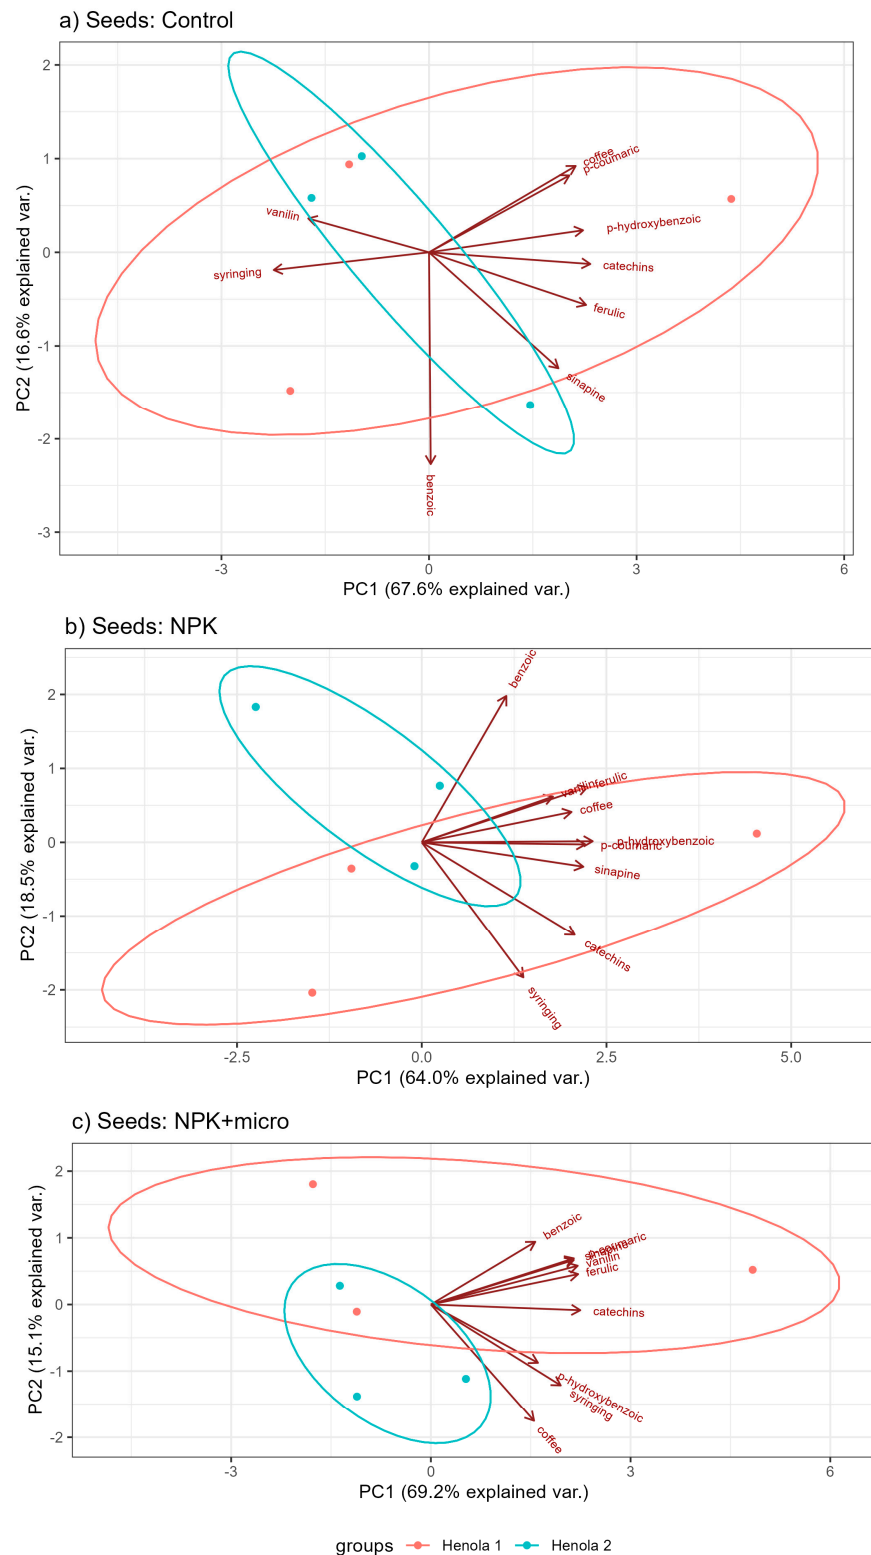 a) Seeds: Control
PC2 (16.6% explained var.)
2
1
0
-1
-2
-3
coffee
p-coumaric
vanilin
p-hydroxybenzoic
syringing
catechins
ferulic
sinapine
benzoic
-3
0
3
6
PC1 (67.6% explained var.)
b) Seeds: NPK
PC2 (18.5% explained var.)
2
1
0
-1
-2
benzoic
vanilin
ferulic
coffee
p-hydroxybenzoic
p-coumaric
sinapine
catechins
syringing
-2.5
0.0
2.5
5.0
PC1 (64.0% explained var.)
c) Seeds: NPK+micro
PC2 (15.1% explained var.)
2
1
0
-1
-2
benzoic
p-coumaric
sinapine
vanilin
ferulic
catechins
p-hydroxybenzoic
syringing
coffee
-3
0
3
6
PC1 (69.2% explained var.)
groups Henola 1 Henola 2